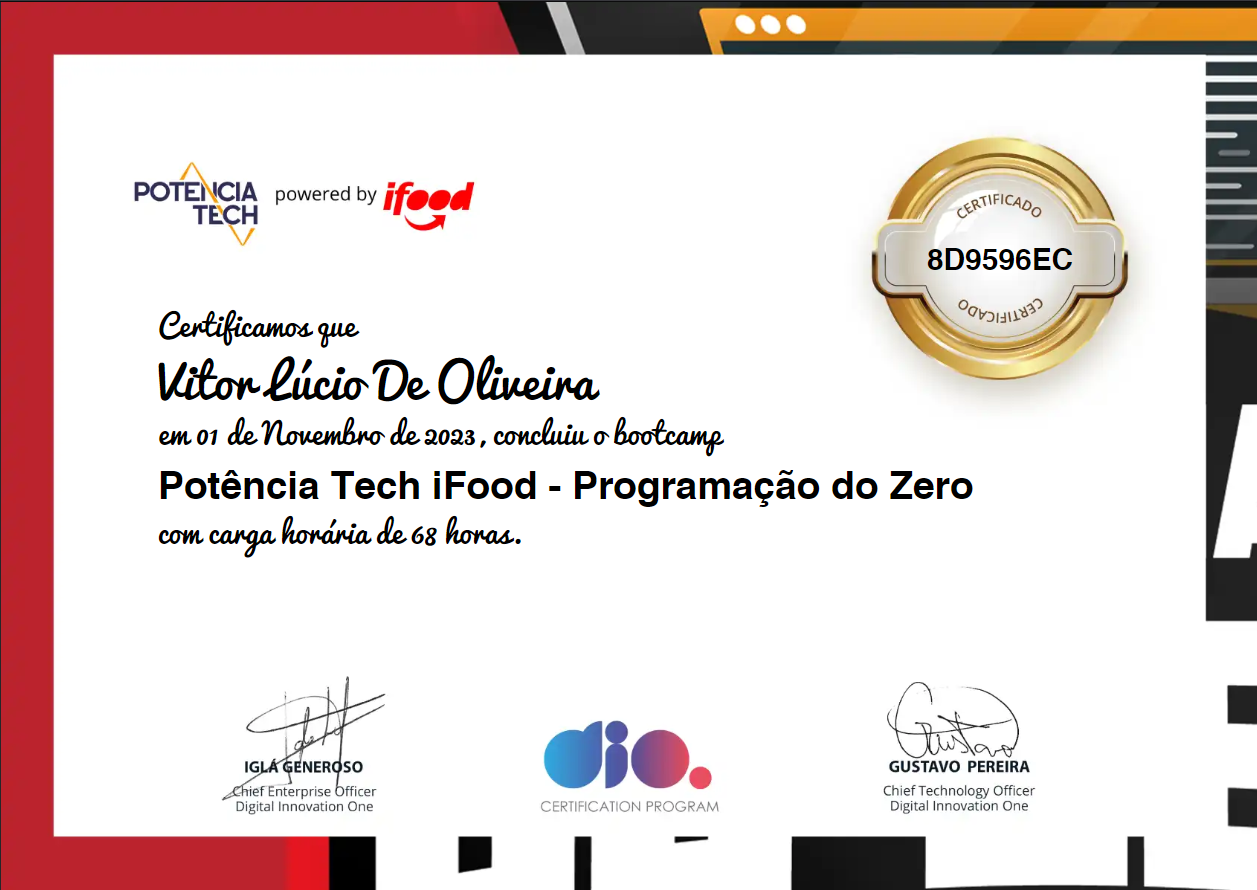 POTÊNCIA
TECH
powered by
ifood
CERTIFICADO
8D9596EC
CERTIFICADO
Certificamos que
Vitor Lúcio De Oliveira
em 01 de Novembro de 2023, concluiu o bootcamp
Potência Tech iFood - Programação do Zero
com carga horária de 68 horas.
IGLÁ GENEROSO
Chief Enterprise Officer
Digital Innovation One
dio.
CERTIFICATION PROGRAM
Gustavo
GUSTAVO PEREIRA
Chief Technology Officer
Digital Innovation One